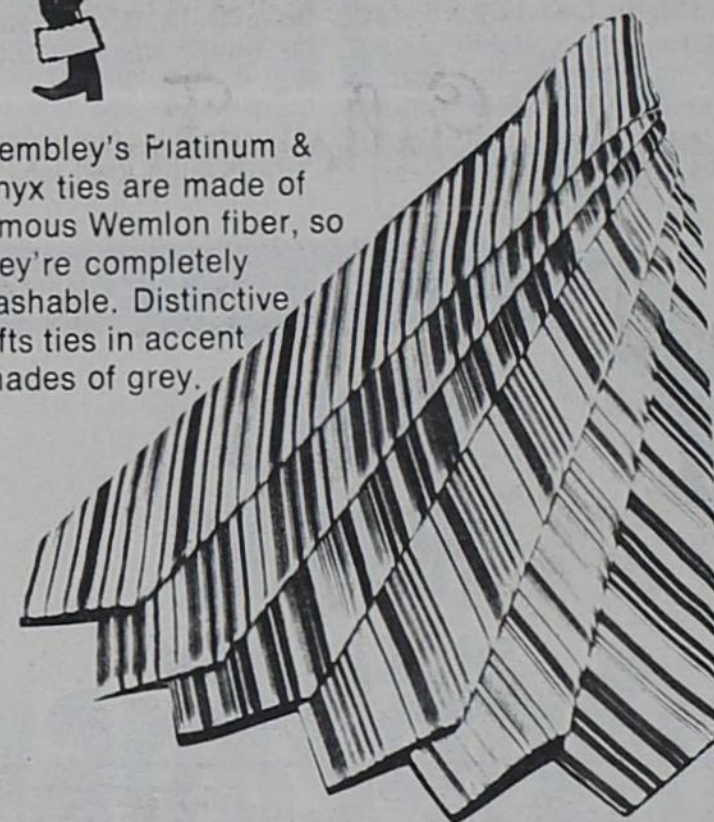 embley's Platinum &
nyx ties are made of
mous Wemlon fiber, so
ey're completely
ashable. Distinctive
fts ties in accent
ades of grey.